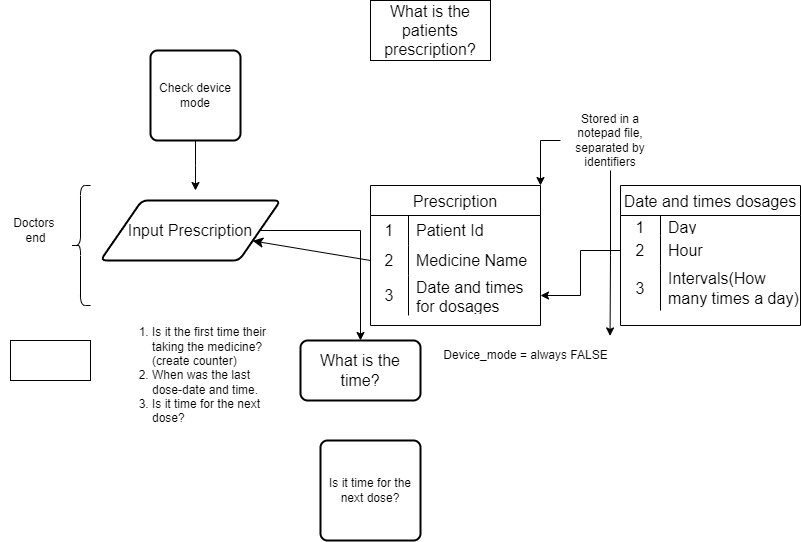 What is the
patients
prescription?
Check device
mode
Stored in a
notepad file,
separated by
identifiers
Doctors
end
Input Prescription
Prescription
1 Patient Id
2 Medicine Name
3 Date and times
for dosages
Date and times dosages
1 Day
2 Hour
3 Intervals(How
many times a day)
1. Is it the first time their
taking the medicine?
(create counter)
2. When was the last
dose-date and time.
3. Is it time for the next
dose?
What is the
time?
Device_mode = always FALSE
Is it time for the
next dose?